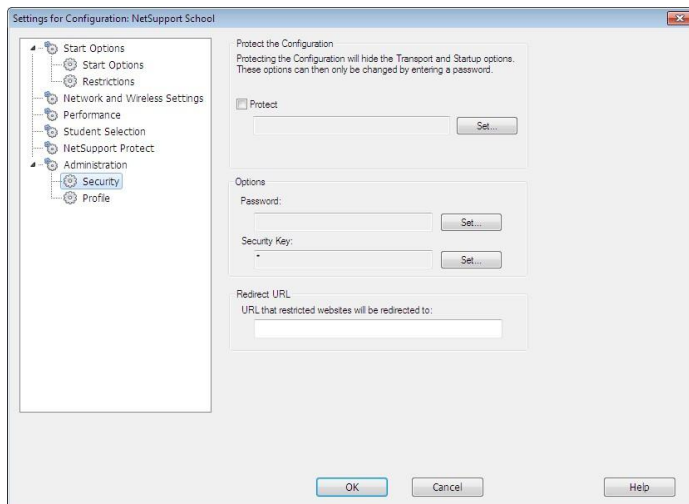 Settings for Configuration: NetSupport School
Start Options
Start Options
Restrictions
Network and Wireless Settings
Performance
Student Selection
NetSupport Protect
Administration
Security
Profile
Protect the Configuration
Protecting the Configuration will hide the Transport and Startup options.
These options can then only be changed by entering a password.
Protect
Set...
Options
Password:
Set...
Security Key:
*
Set...
Redirect URL
URL that restricted websites will be redirected to:
OK
Cancel
Help